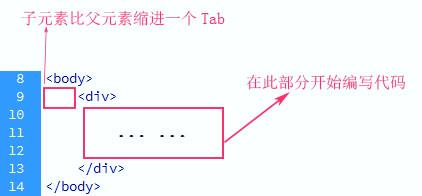 子元素比父元素缩进一个 Tab
8 <body>
9 <div>
在此部分开始编写代码
10
11 ... ...
12
13 </div>
14 </body>